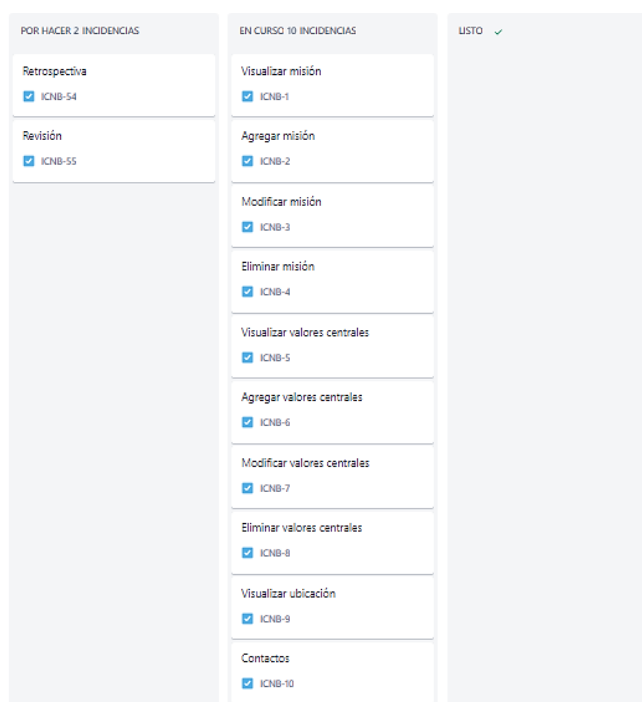 POR HACER 2 INCIDENCIAS
Retrospectiva
ICNB-54
Revisión
ICNB-55
EN CURSO 10 INCIDENCIAS
Visualizar misión
ICNB-1
Agregar misión
ICNB-2
Modificar misión
ICNB-3
Eliminar misión
ICNB-4
Visualizar valores centrales
ICNB-5
Agregar valores centrales
ICNB-6
Modificar valores centrales
ICNB-7
Eliminar valores centrales
ICNB-8
Visualizar ubicación
ICNB-9
Contactos
ICNB-10
LISTO